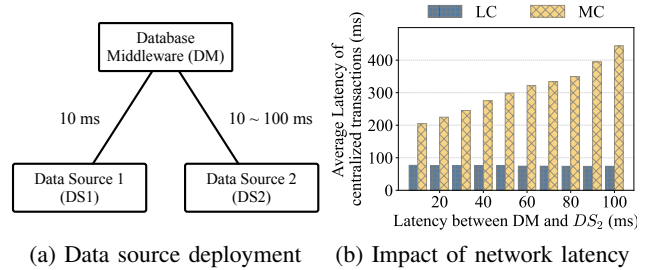 Database
Middleware (DM)
10 ms
10 ~ 100 ms
Data Source 1
(DS1)
Data Source 2
(DS2)
(a) Data source deployment
LC
MC
Average Latency of
centralized transactions (ms)
400
300
200
100
0
20
40
60
80
100
Latency between DM and DS₂ (ms)
(b) Impact of network latency